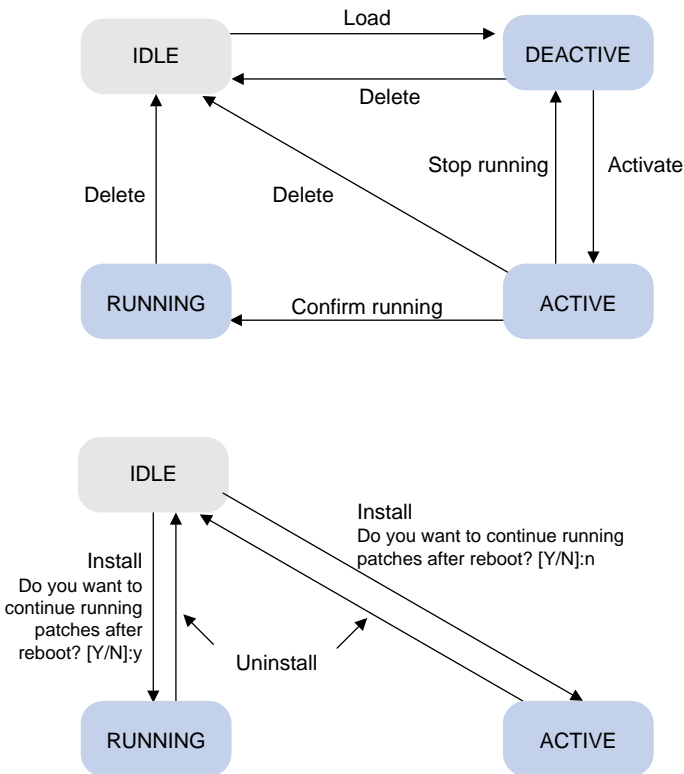 Load
IDLE
DEACTIVE
Delete
Stop running
Activate
Delete
Delete
RUNNING
Confirm running
ACTIVE
IDLE
Install
Do you want to continue running
patches after reboot? [Y/N]:n
Install
Do you want to
continue running
patches after
reboot? [Y/N]:y
Uninstall
RUNNING
ACTIVE